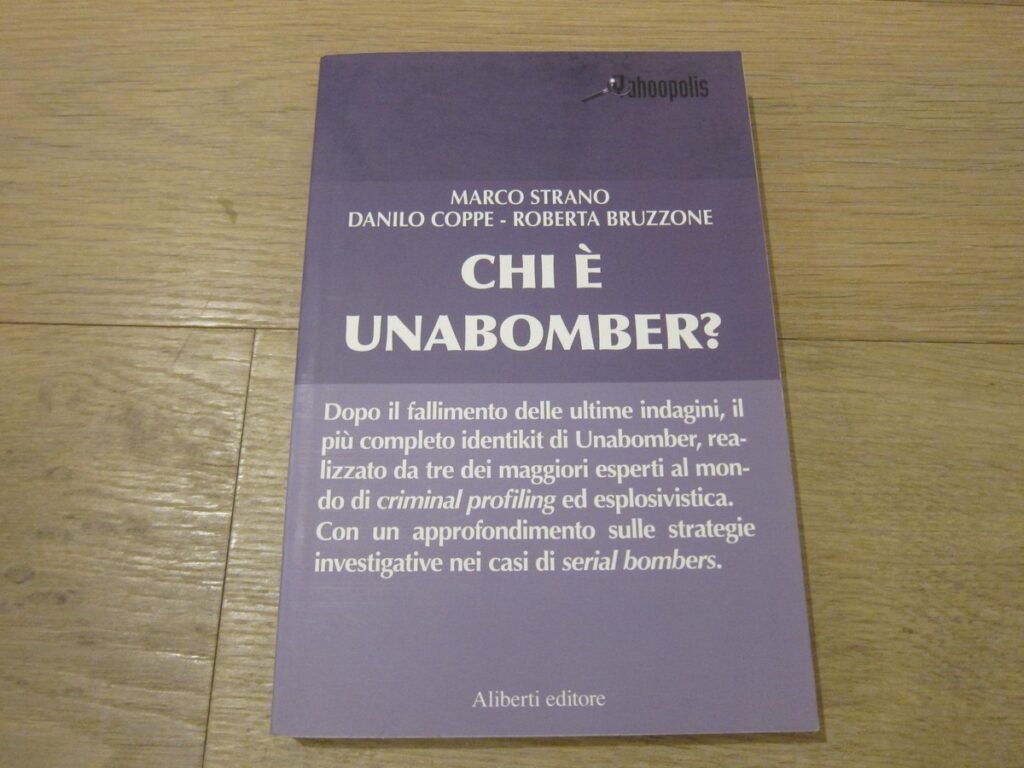 Yahoopolis
MARCO STRANO
DANILO COPPE - ROBERTA BRUZZONE
CHI È
UNABOMBER?
Dopo il fallimento delle ultime indagini, il
più completo identikit di Unabomber, rea-
lizzato da tre dei maggiori esperti al mon-
do di criminal profiling ed esplosivistica.
Con un approfondimento sulle strategie
investigative nei casi di serial bombers.
Aliberti editore